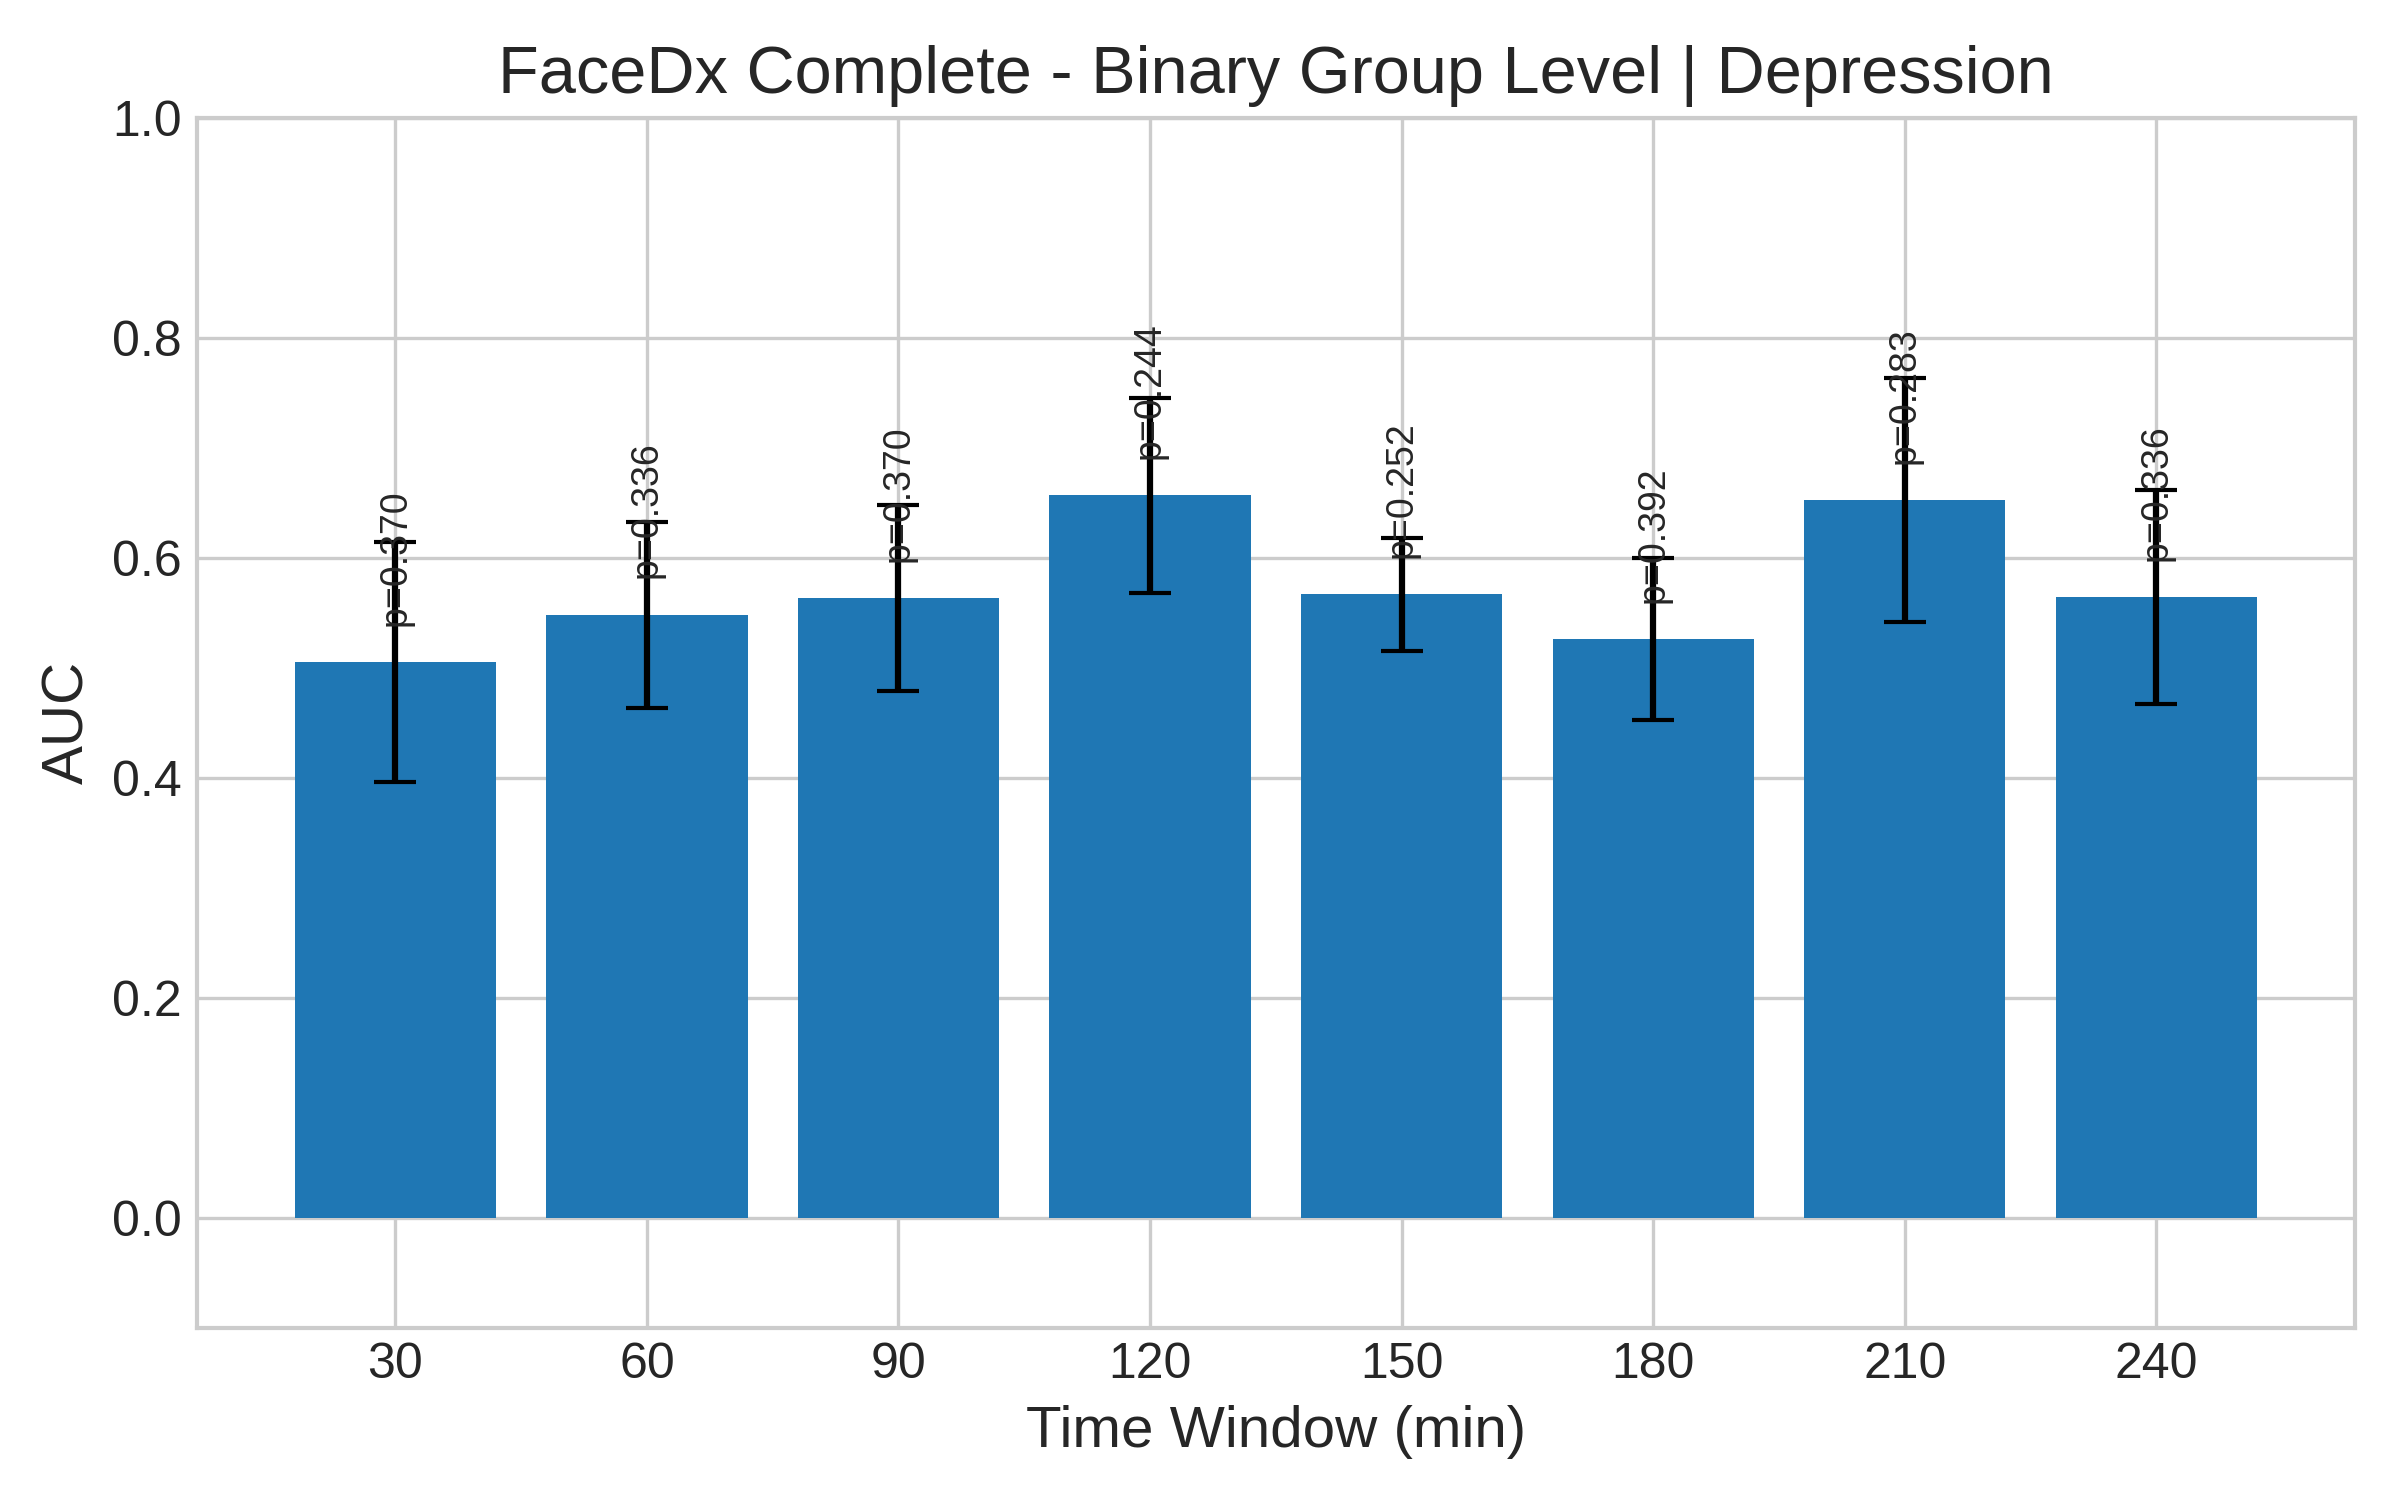 FaceDx Complete - Binary Group Level | Depression
1.0
0.8
0.6
0.4
0.2
0.0
AUC
p=0.370
p=0.336
p=0.370
p=0.244
p=0.252
p=0.392
p=0.283
p=0.336
30
60
90
120
150
180
210
240
Time Window (min)